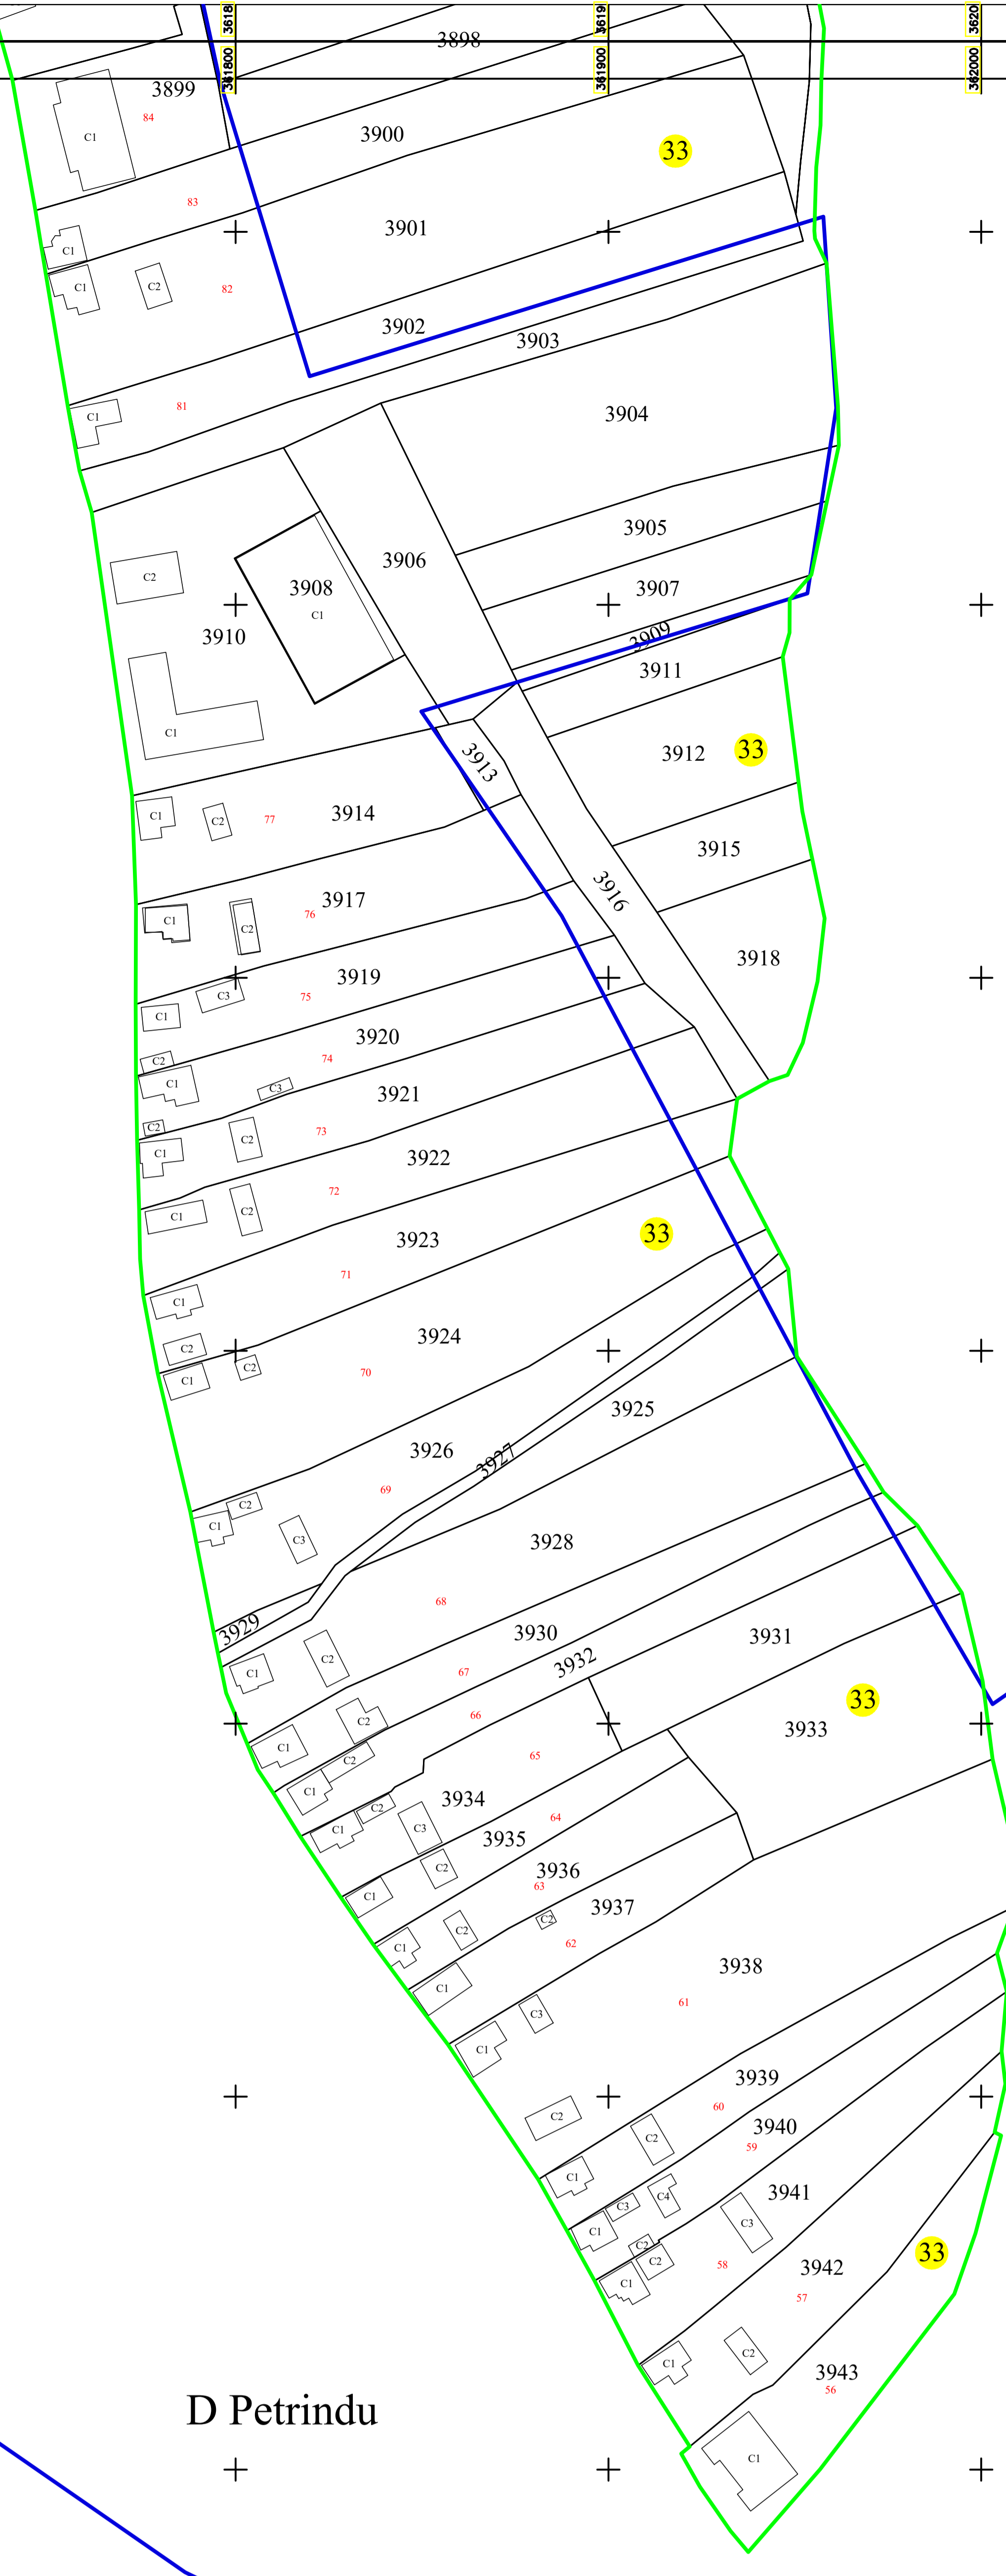 3618
3619
3620
361800
361900
362000
3898
3899
84
C1
3900
33
83
3901
C1
C1
C2
82
3902
3903
81
C1
3904
3905
3906
C2
3908
C1
3907
3910
3909
3911
C1
3912
33
3913
C1
C2
77
3914
3915
3916
3917
76
C1
C2
3918
3919
C3
75
C1
3920
C2
74
C1
C3
3921
C2
73
C2
C1
3922
72
C2
C1
33
3923
71
C1
3924
C2
C2
70
C1
3925
3926
3927
69
C2
C1
C3
3928
68
3929
3930
3931
C2
3932
C1
67
33
66
C2
3933
C1
65
C2
C1
3934
C2
64
C3
C1
3935
C2
3936
63
C1
3937
C2
C2
62
C1
3938
C1
61
C3
C1
3939
60
C2
3940
C2
59
C1
3941
C4
C3
C3
C1
C2
33
C2
58
3942
C1
57
C2
C1
3943
56
D Petrindu
C1